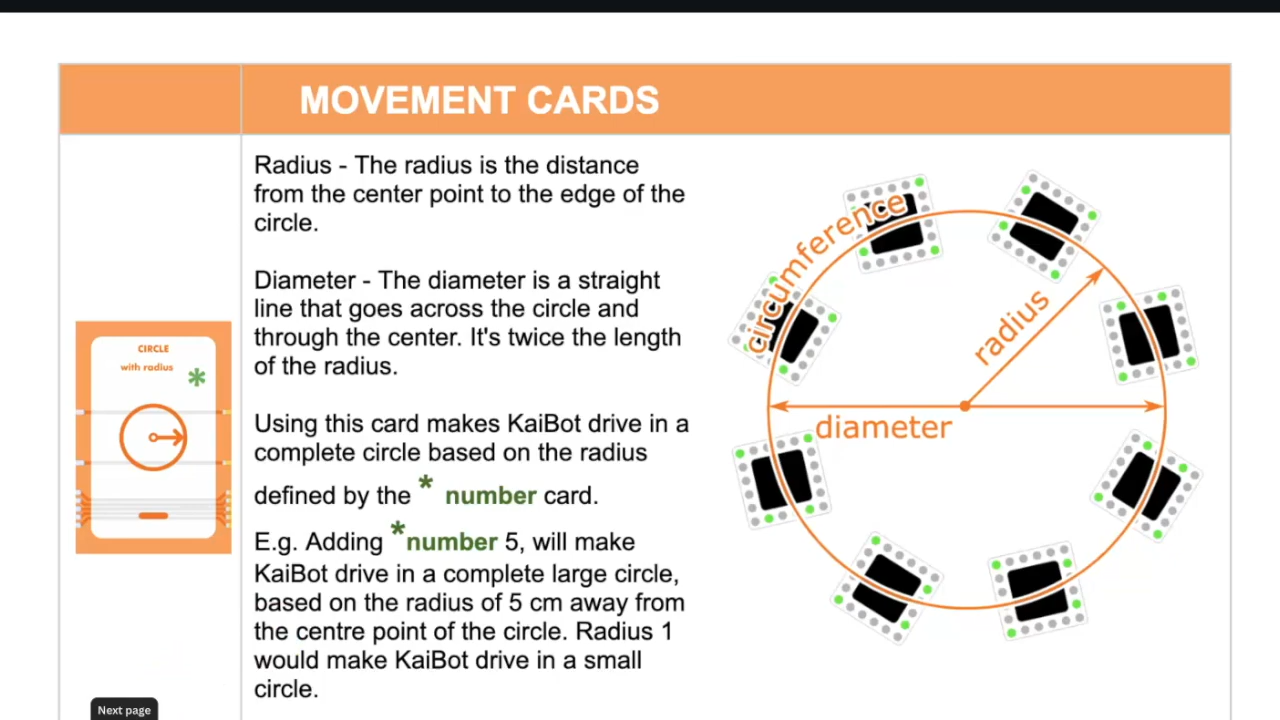 MOVEMENT CARDS
CIRCLE
with radius
*
Radius - The radius is the distance
from the center point to the edge of the
circle.
Diameter - The diameter is a straight
line that goes across the circle and
through the center. It's twice the length
of the radius.
Using this card makes KaiBot drive in a
complete circle based on the radius
defined by the * number card.
E.g. Adding *number 5, will make
KaiBot drive in a complete large circle,
based on the radius of 5 cm away from
the centre point of the circle. Radius 1
would make KaiBot drive in a small
circle.
circumference
radius
diameter
Next page